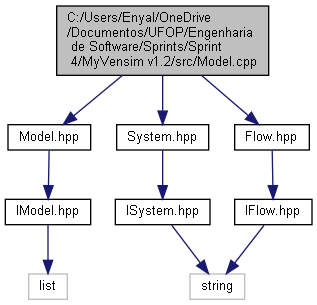 C:/Users/Enyal/OneDrive
/Documentos/UFOP/Engenharia
de Software/Sprints/Sprint
4/MyVensim v1.2/src/Model.cpp
Model.hpp
System.hpp
Flow.hpp
IModel.hpp
ISystem.hpp
IFlow.hpp
list
string